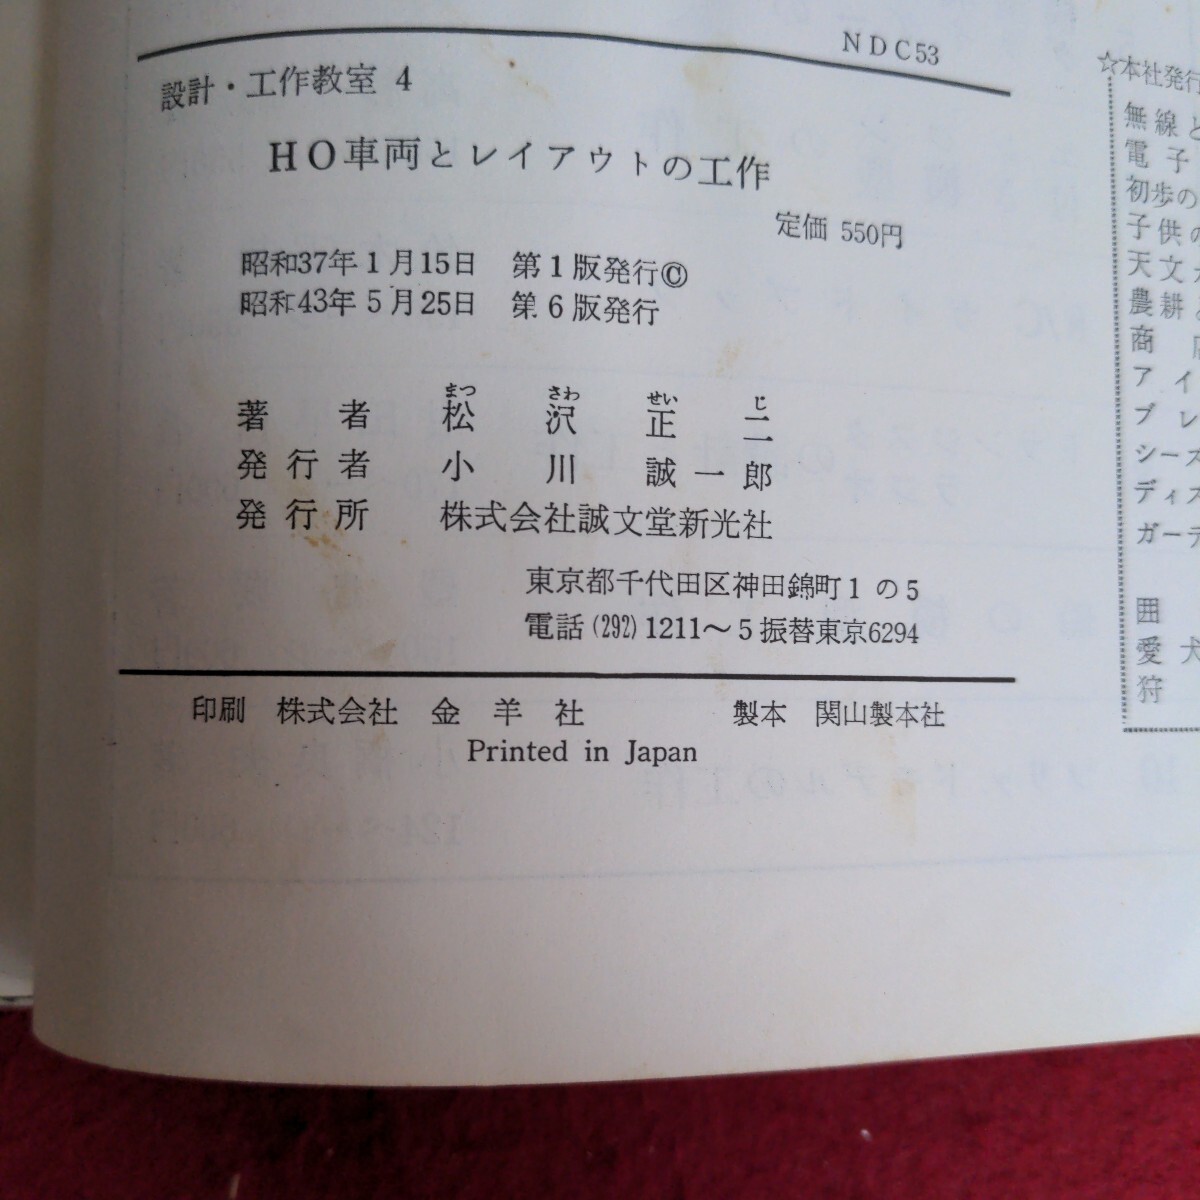 NDC53
設計・工作教室 4
HO車両とレイアウトの工作
定価 550円
昭和37年1月15日 第1版発行©
昭和43年5月25日 第6版発行
まつ さわ せい じ
著者 松沢正二
発行者 小川誠一郎
発行所 株式会社誠文堂新光社
東京都千代田区神田錦町1の5
電話(292)1211〜5振替東京6294
印刷 株式会社 金羊社 製本 関山製本社
Printed in Japan
☆本社発行
無線と
電子
初歩の
子供の
天文
農耕
商店
アイ
ブレ
シーズ
ディス
ガーデ
囲
愛犬
狩